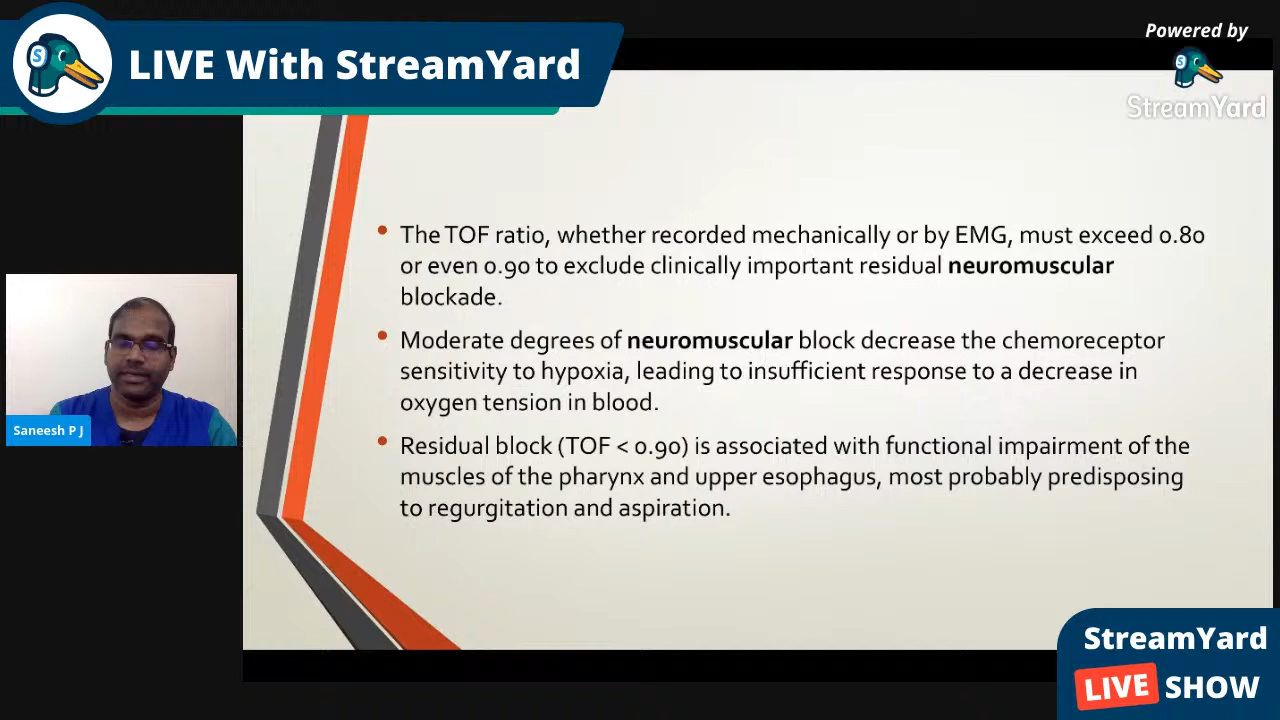 LIVE With StreamYard
Powered by
StreamYard
The TOF ratio, whether recorded mechanically or by EMG, must exceed 0.80
or even 0.90 to exclude clinically important residual neuromuscular
blockade.
Moderate degrees of neuromuscular block decrease the chemoreceptor
sensitivity to hypoxia, leading to insufficient response to a decrease in
oxygen tension in blood.
Residual block (TOF < 0.90) is associated with functional impairment of the
muscles of the pharynx and upper esophagus, most probably predisposing
to regurgitation and aspiration.
Saneesh P J
StreamYard
LIVE SHOW